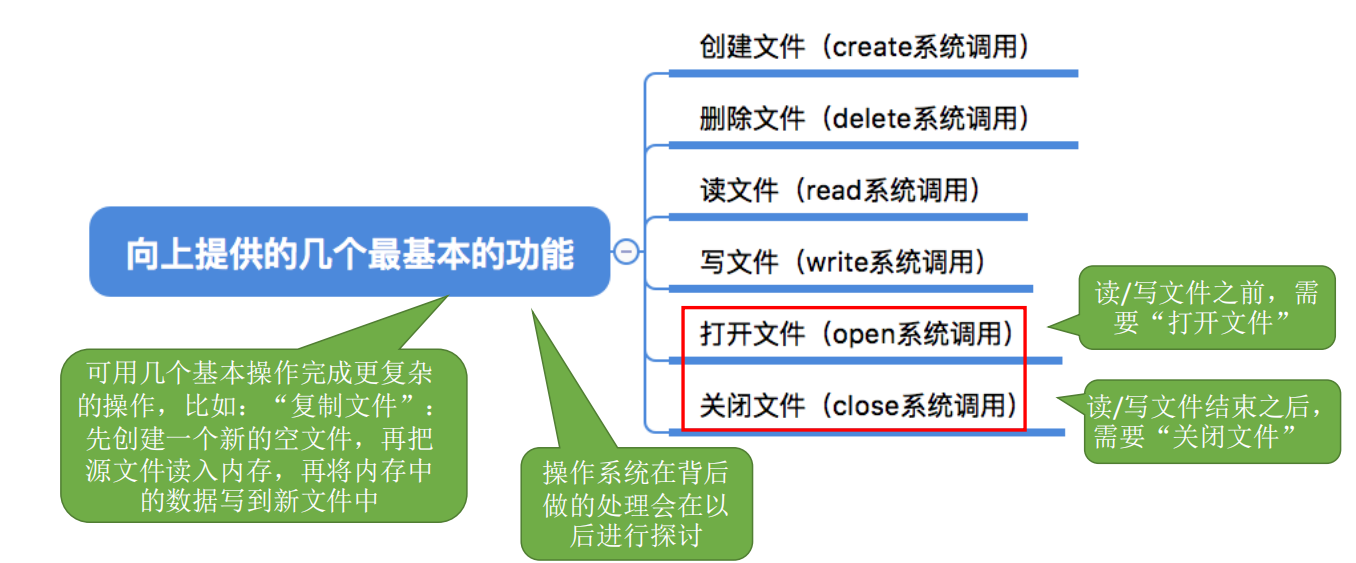 创建文件（create系统调用）
删除文件（delete系统调用）
读文件（read系统调用）
向上提供的几个最基本的功能
写文件（write系统调用）
读/写文件之前，需
要“打开文件”
打开文件（open系统调用）
关闭文件（close系统调用）
读/写文件结束之后，
需要“关闭文件”
可用几个基本操作完成更复杂
的操作，比如：“复制文件”：
先创建一个新的空文件，再把
源文件读入内存，再将内存中
的数据写到新文件中
操作系统在背后
做的处理会在以
后进行探讨